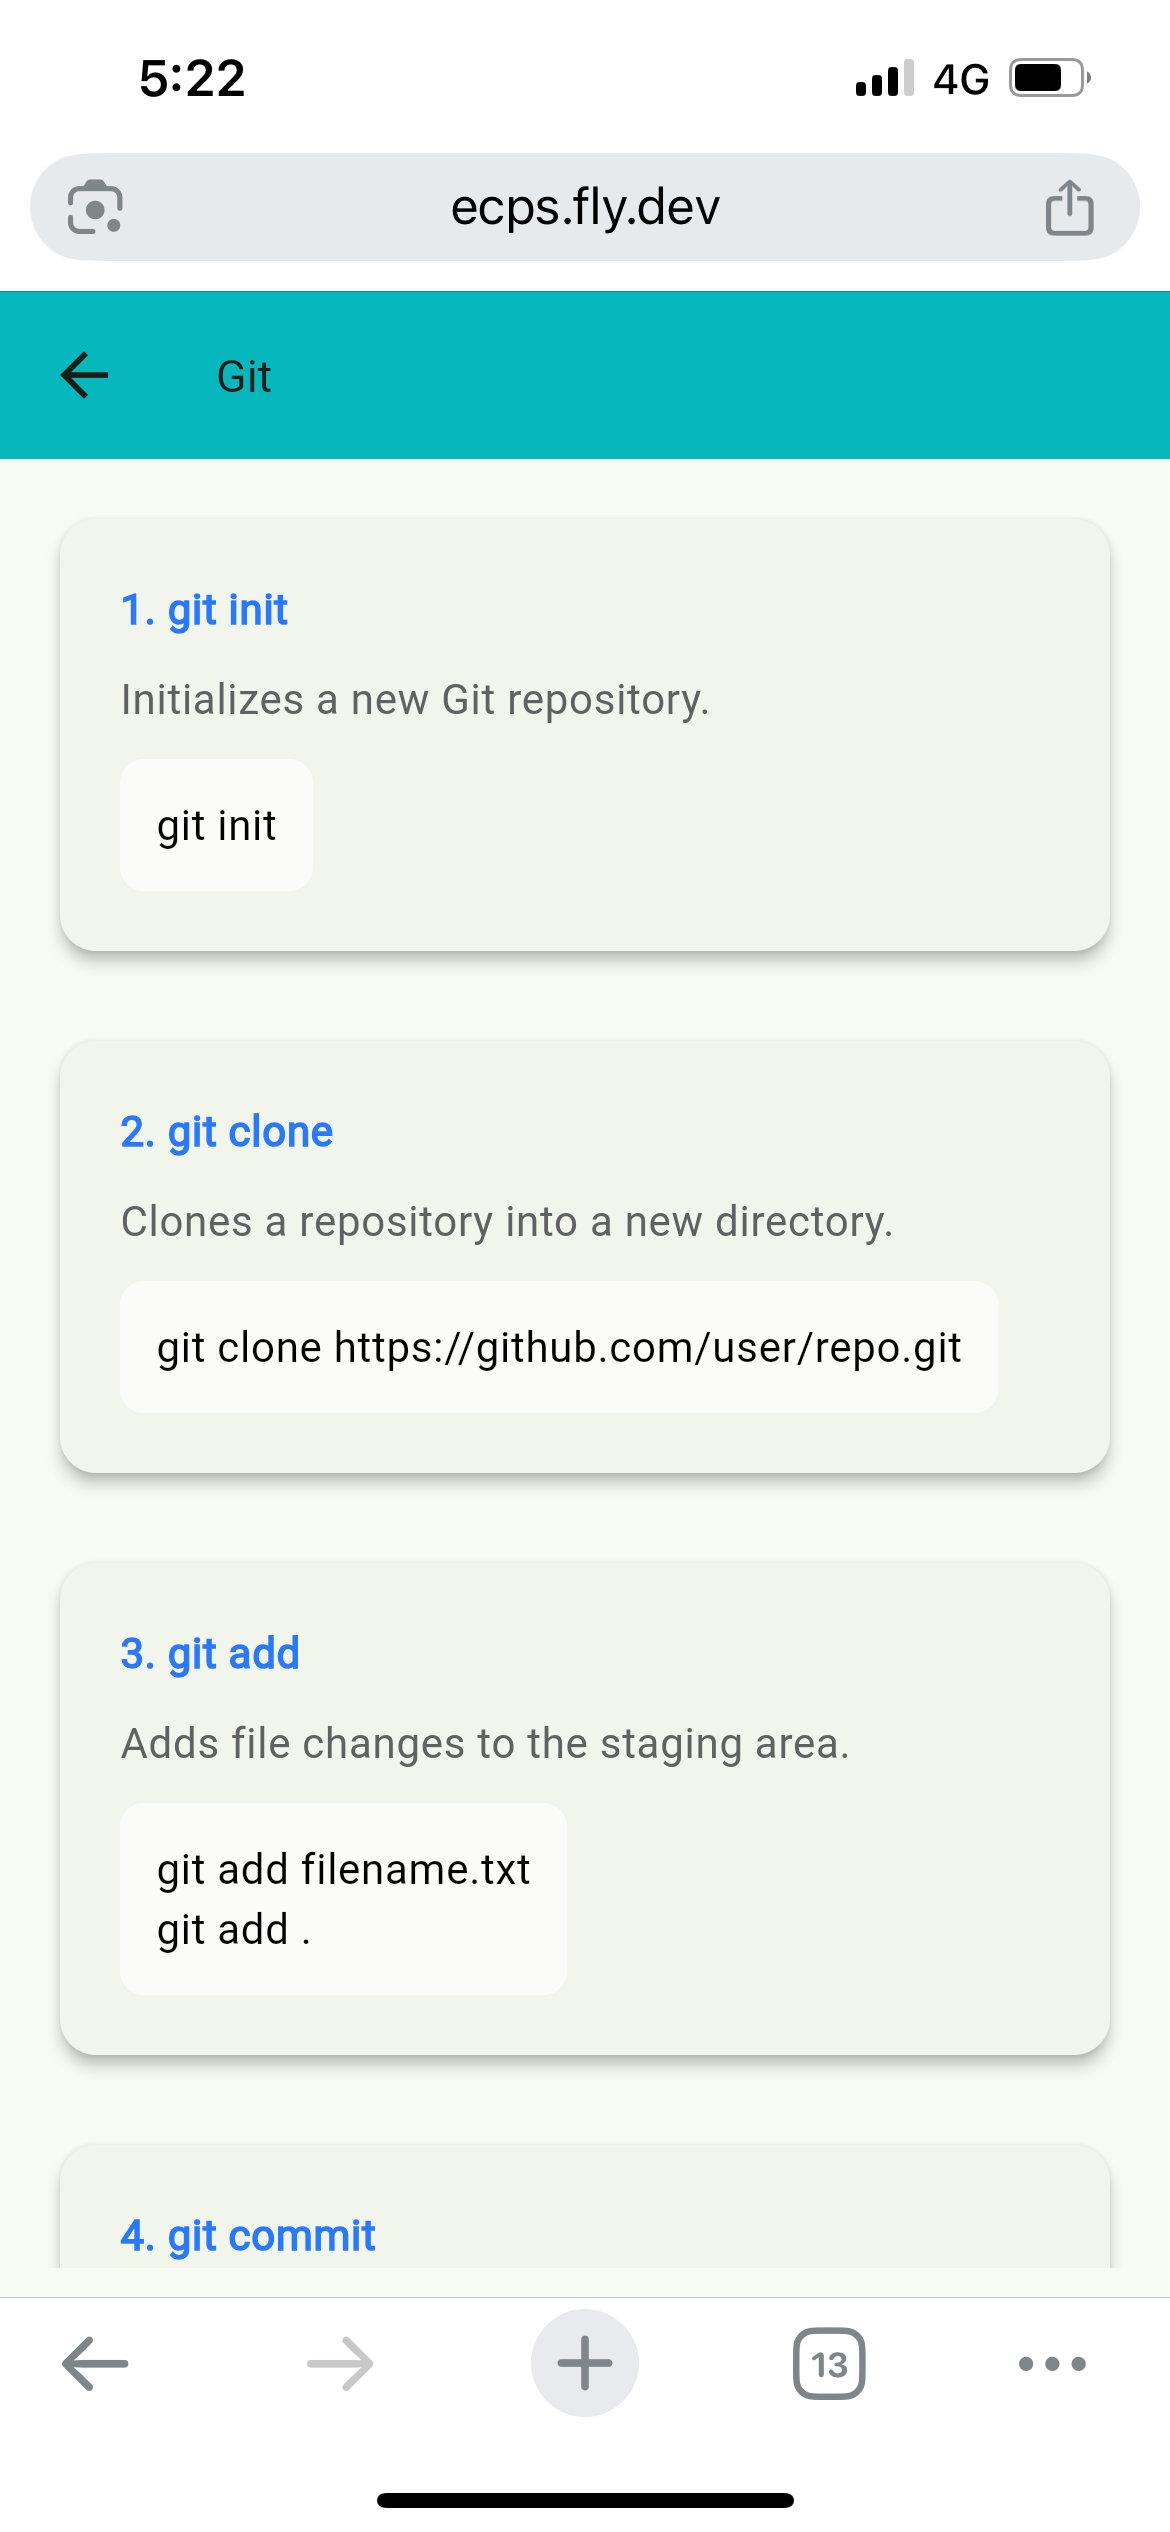 5:22
4G
ecps.fly.dev
Git
1. git init
Initializes a new Git repository.
git init
2. git clone
Clones a repository into a new directory.
git clone https://github.com/user/repo.git
3. git add
Adds file changes to the staging area.
git add filename.txt
git add .
4. git commit
13